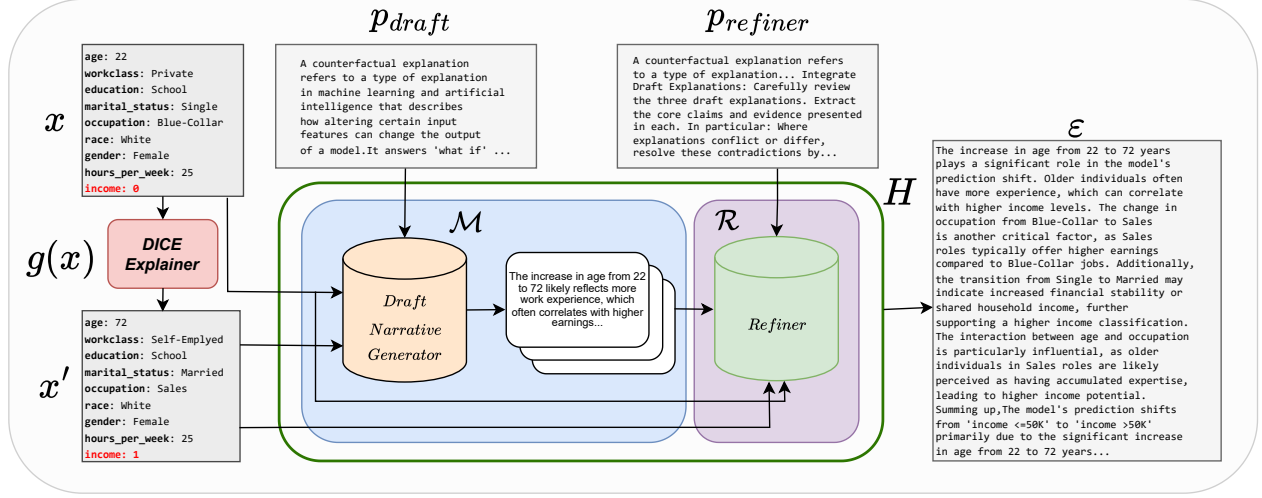 p_draft
p_refiner
x
age: 22
workclass: Private
education: School
marital_status: Single
occupation: Blue-Collar
race: White
gender: Female
hours_per_week: 25
income: 0
A counterfactual explanation
refers to a type of explanation
in machine learning and artificial
intelligence that describes
how altering certain input
features can change the output
of a model.It answers 'what if' ...
A counterfactual explanation refers
to a type of explanation... Integrate
Draft Explanations: Carefully review
the three draft explanations. Extract
the core claims and evidence presented
in each. In particular: Where
explanations conflict or differ,
resolve these contradictions by...
g(x)
DICE
Explainer
x′
age: 72
workclass: Self-Emplyed
education: School
marital_status: Married
occupation: Sales
race: White
gender: Female
hours_per_week: 25
income: 1
M
Draft
Narrative
Generator
The increase in age from 22
to 72 likely reflects more
work experience, which
often correlates with higher
earnings...
R
Refiner
H
ε
The increase in age from 22 to 72 years
plays a significant role in the model's
prediction shift. Older individuals often
have more experience, which can correlate
with higher income levels. The change in
occupation from Blue-Collar to Sales
is another critical factor, as Sales
roles typically offer higher earnings
compared to Blue-Collar jobs. Additionally,
the transition from Single to Married may
indicate increased financial stability or
shared household income, further
supporting a higher income classification.
The interaction between age and occupation
is particularly influential, as older
individuals in Sales roles are likely
perceived as having accumulated expertise,
leading to higher income potential.
Summing up,The model's prediction shifts
from 'income <=50K' to 'income >50K'
primarily due to the significant increase
in age from 22 to 72 years...